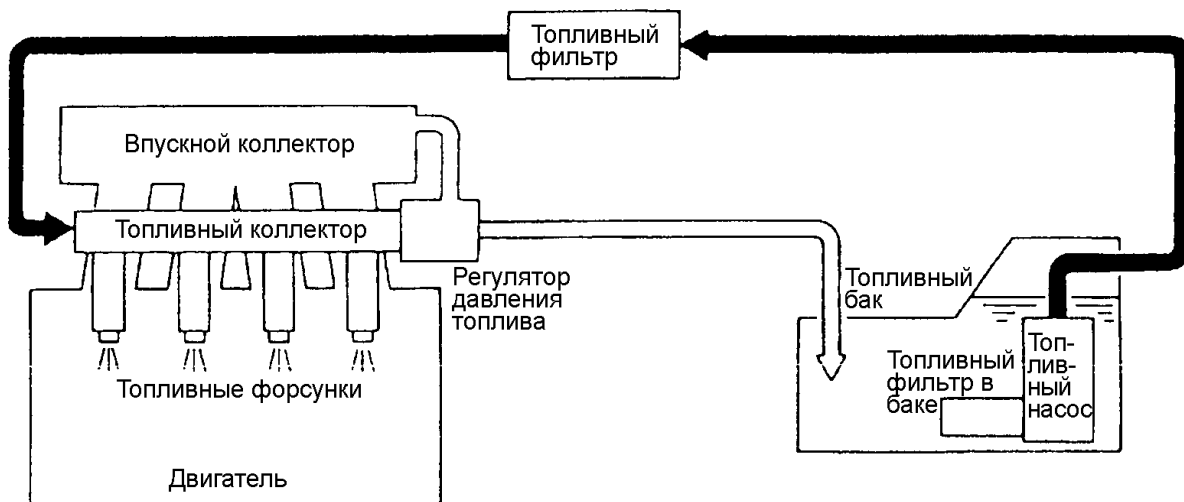 Топливный
фильтр
Впускной коллектор
Топливный коллектор
Регулятор
давления
топлива
Топливный
бак
Топливный
фильтр в
баке
Топ-
лив-
ный
насос
Топливные форсунки
Двигатель